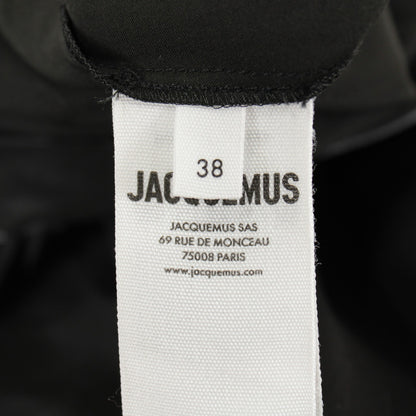 38
JACQUEMUS
JACQUEMUS SAS
69 RUE DE MONCEAU
75008 PARIS
www.jacquemus.com